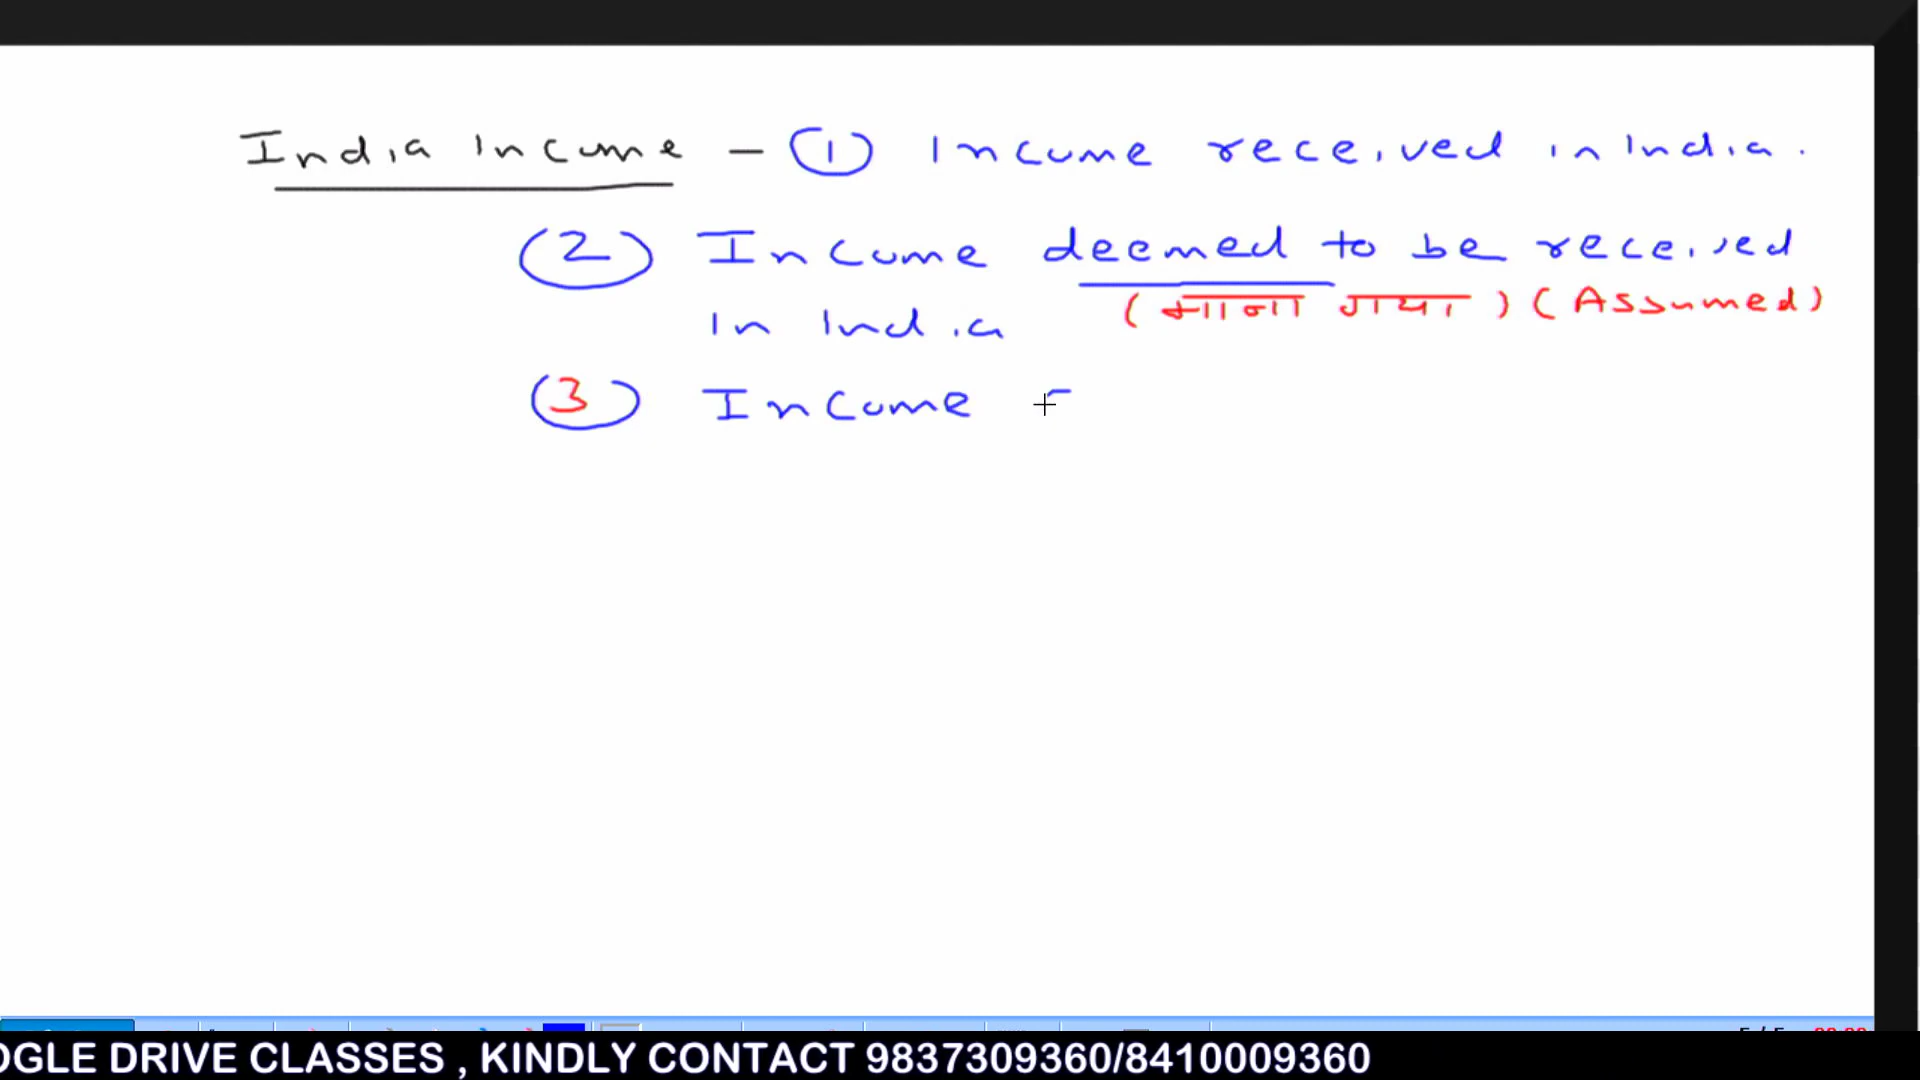 India Income - (1) Income received in India.
(2) Income deemed to be received
(माना गया) (Assumed)
in India
(3) Income
OGLE DRIVE CLASSES , KINDLY CONTACT 9837309360/8410009360